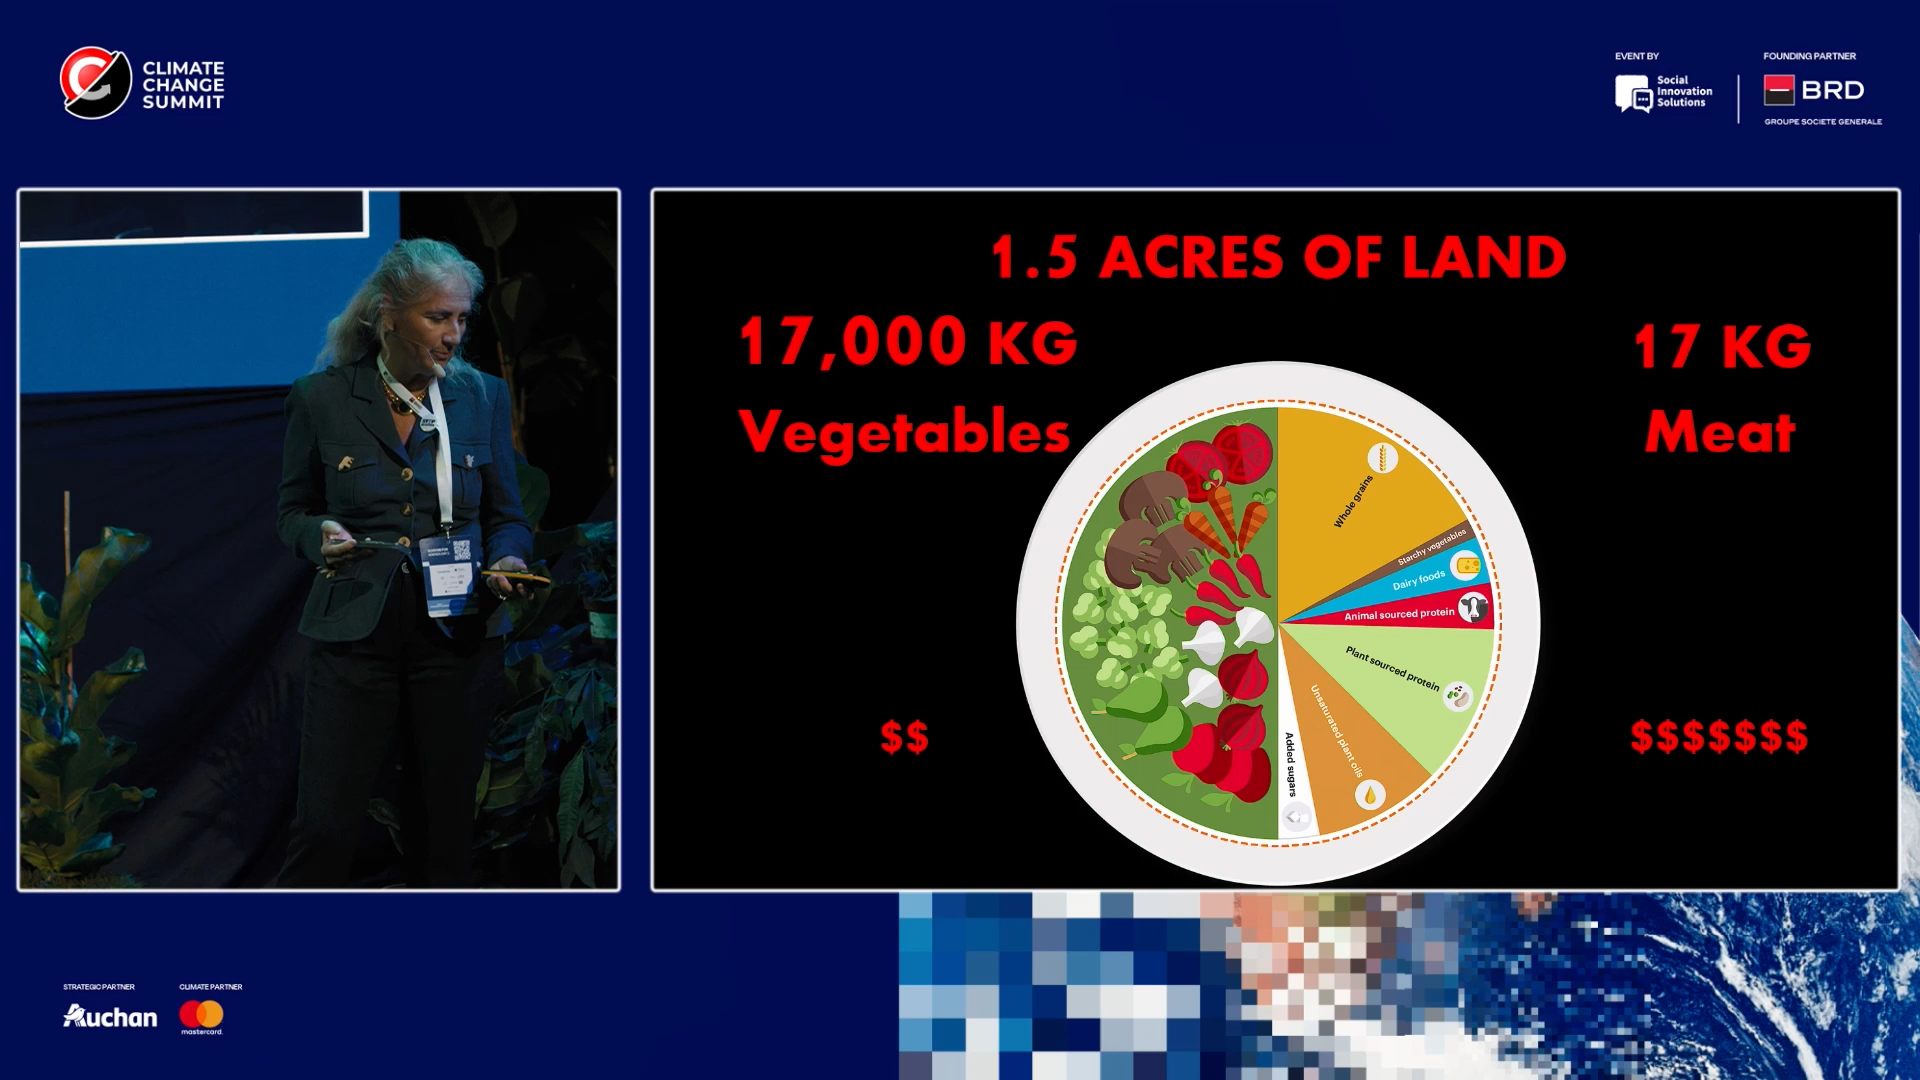 CLIMATE
CHANGE
SUMMIT
EVENT BY
Social
Innovation
Solutions
FOUNDING PARTNER
BRD
GROUPE SOCIETE GENERALE
1.5 ACRES OF LAND
17,000 KG
Vegetables
17 KG
Meat
Whole grains
Starchy vegetables
Dairy foods
Animal sourced protein
Plant sourced protein
Unsaturated plant oils
Added sugars
$$
$$$$$$$
STRATEGIC PARTNER
Auchan
CLIMATE PARTNER
mastercard.